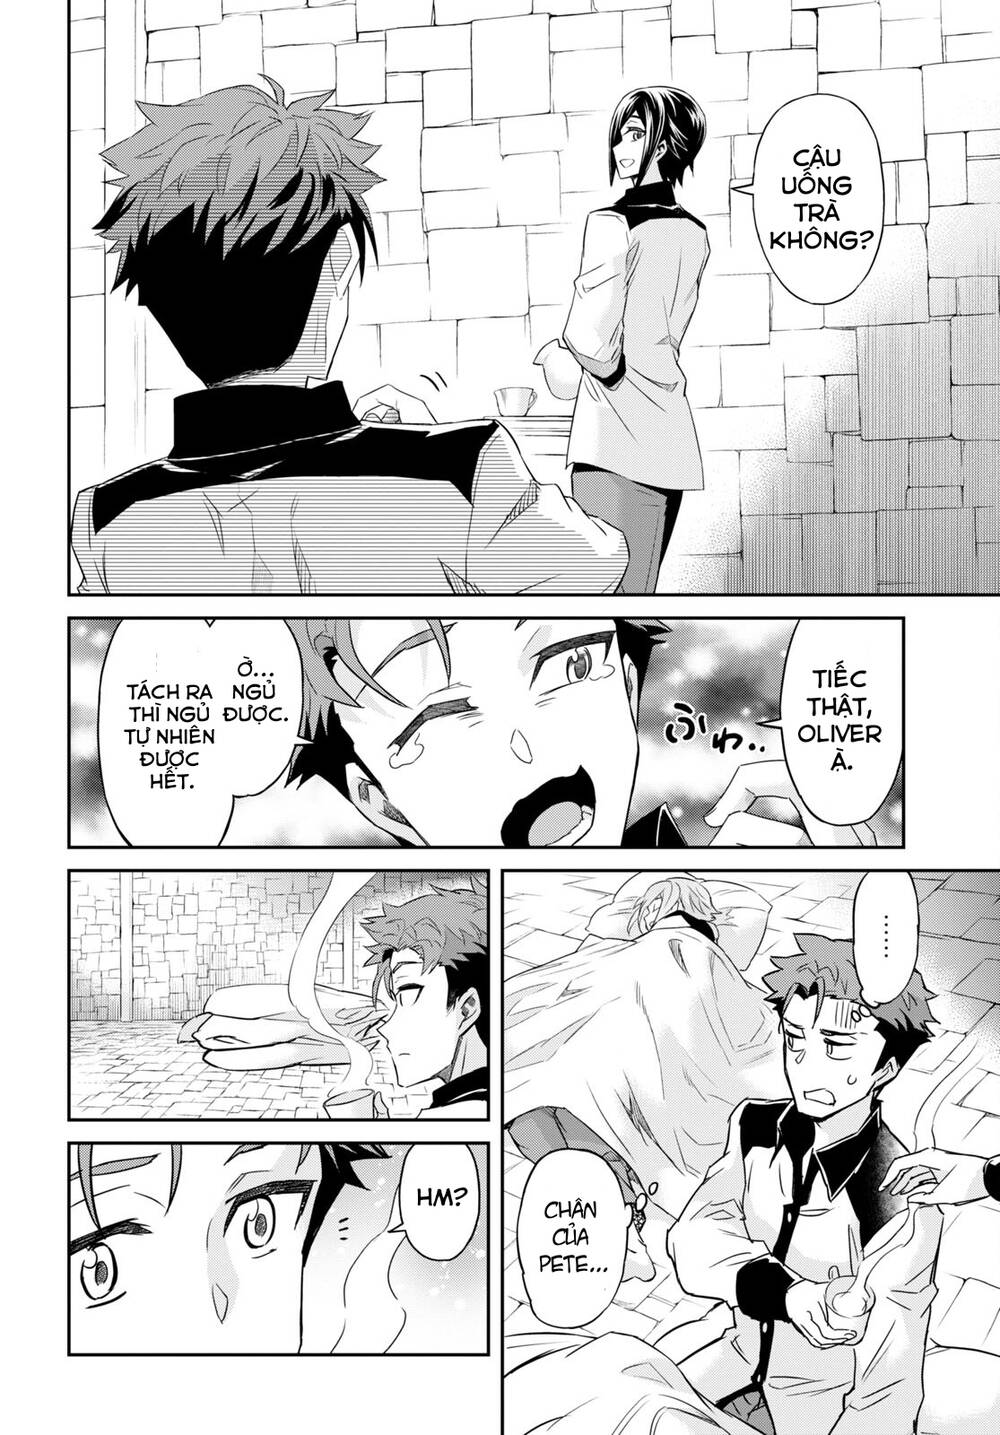 CẬU
UỐNG
TRÀ
KHÔNG?
TIẾC
THẬT,
OLIVER
À.
ふわ..
Ờ...
NGỦ
ĐƯỢC.
TÁCH RA
THÌ NGỦ
TỰ NHIÊN
ĐƯỢC
HẾT.
........
CHÂN
CỦA
PETE...
HM?